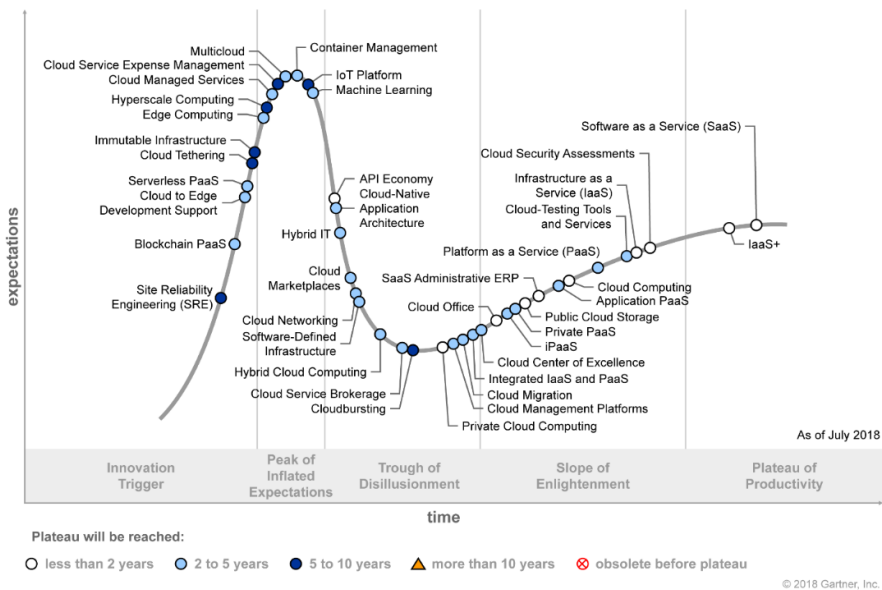 Multicloud
Container Management
Cloud Service Expense Management
IoT Platform
Cloud Managed Services
Machine Learning
Hyperscale Computing
Edge Computing
Software as a Service (SaaS)
Immutable Infrastructure
Cloud Tethering
Cloud Security Assessments
Serverless PaaS
API Economy
Infrastructure as a
Service (IaaS)
Cloud to Edge
Development Support
Cloud-Native
Application
Architecture
Cloud-Testing Tools
and Services
Hybrid IT
Blockchain PaaS
Platform as a Service (PaaS)
IaaS+
Cloud
Marketplaces
SaaS Administrative ERP
Site Reliability
Engineering (SRE)
Cloud Computing
Application PaaS
Cloud Office
Cloud Networking
Public Cloud Storage
Software-Defined
Infrastructure
Private PaaS
iPaaS
Hybrid Cloud Computing
Cloud Center of Excellence
Integrated IaaS and PaaS
Cloud Service Brokerage
Cloud Migration
Cloudbursting
Cloud Management Platforms
Private Cloud Computing
As of July 2018
expectations
Innovation
Trigger
Peak of
Inflated
Expectations
Trough of
Disillusionment
Slope of
Enlightenment
Plateau of
Productivity
time
Plateau will be reached:
less than 2 years
2 to 5 years
5 to 10 years
more than 10 years
obsolete before plateau
© 2018 Gartner, Inc.